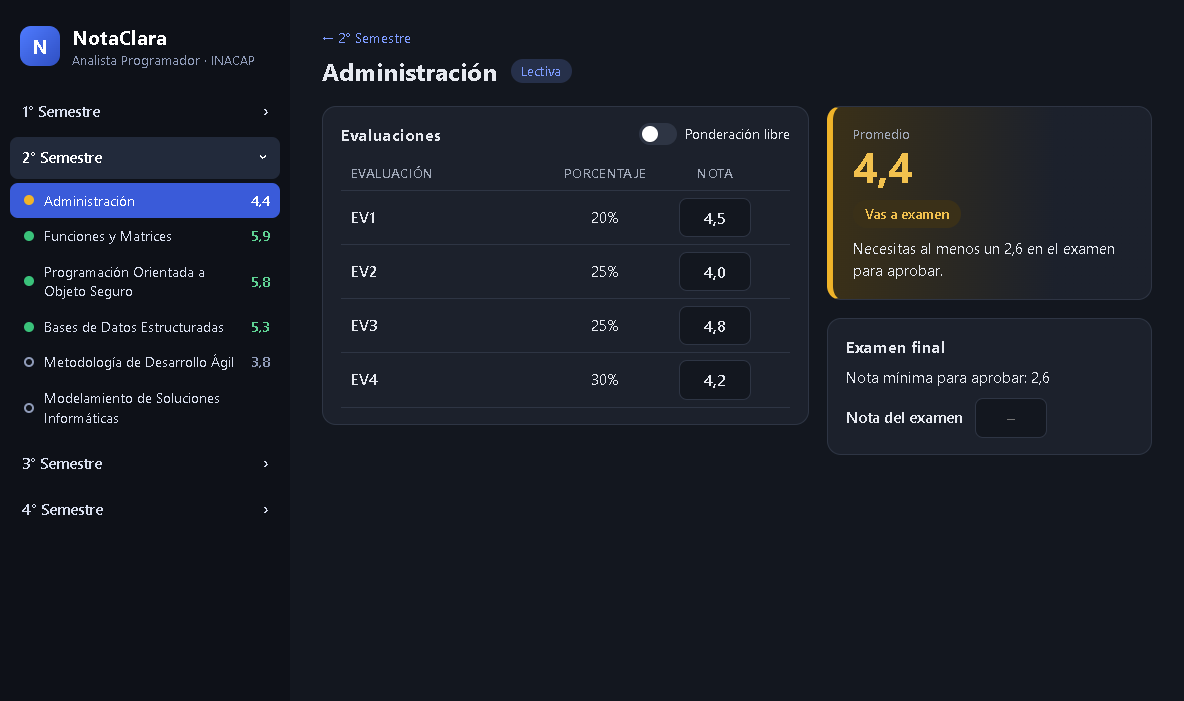 N
NotaClara
Analista Programador · INACAP
1° Semestre ›
2° Semestre
Administración 4,4
Funciones y Matrices 5,9
Programación Orientada a
Objeto Seguro 5,8
Bases de Datos Estructuradas 5,3
Metodología de Desarrollo Ágil 3,8
Modelamiento de Soluciones
Informáticas
3° Semestre ›
4° Semestre ›
← 2° Semestre
Administración Lectiva
Evaluaciones Ponderación libre
EVALUACIÓN PORCENTAJE NOTA
EV1 20% 4,5
EV2 25% 4,0
EV3 25% 4,8
EV4 30% 4,2
Promedio
4,4
Vas a examen
Necesitas al menos un 2,6 en el examen
para aprobar.
Examen final
Nota mínima para aprobar: 2,6
Nota del examen –